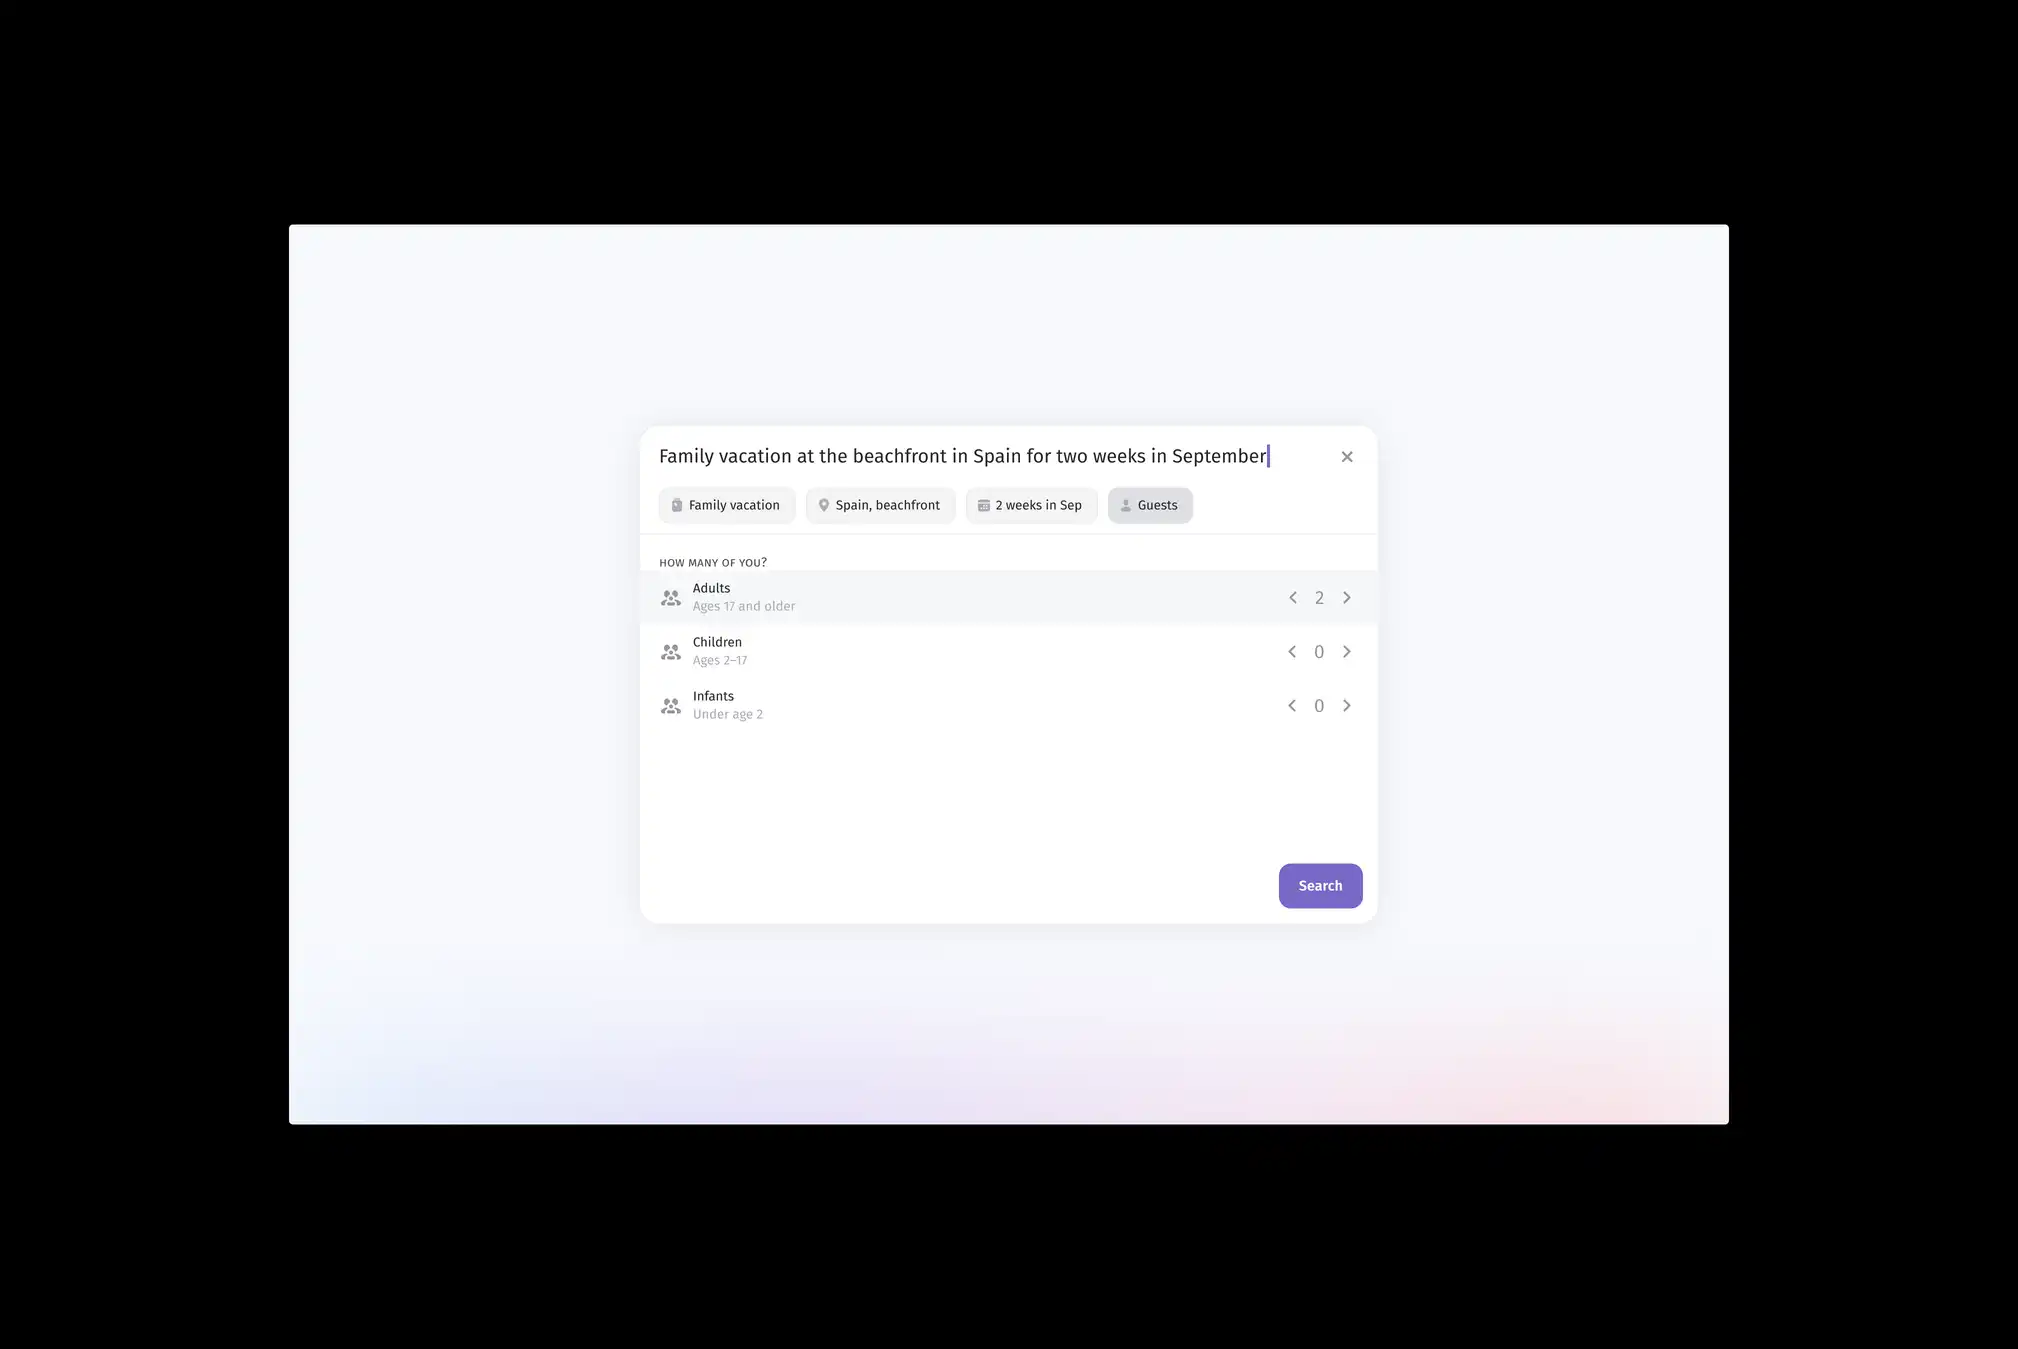 Family vacation at the beachfront in Spain for two weeks in September
Family vacation
Spain, beachfront
2 weeks in Sep
Guests
HOW MANY OF YOU?
Adults
Ages 17 and older
2
Children
Ages 2–17
0
Infants
Under age 2
0
Search